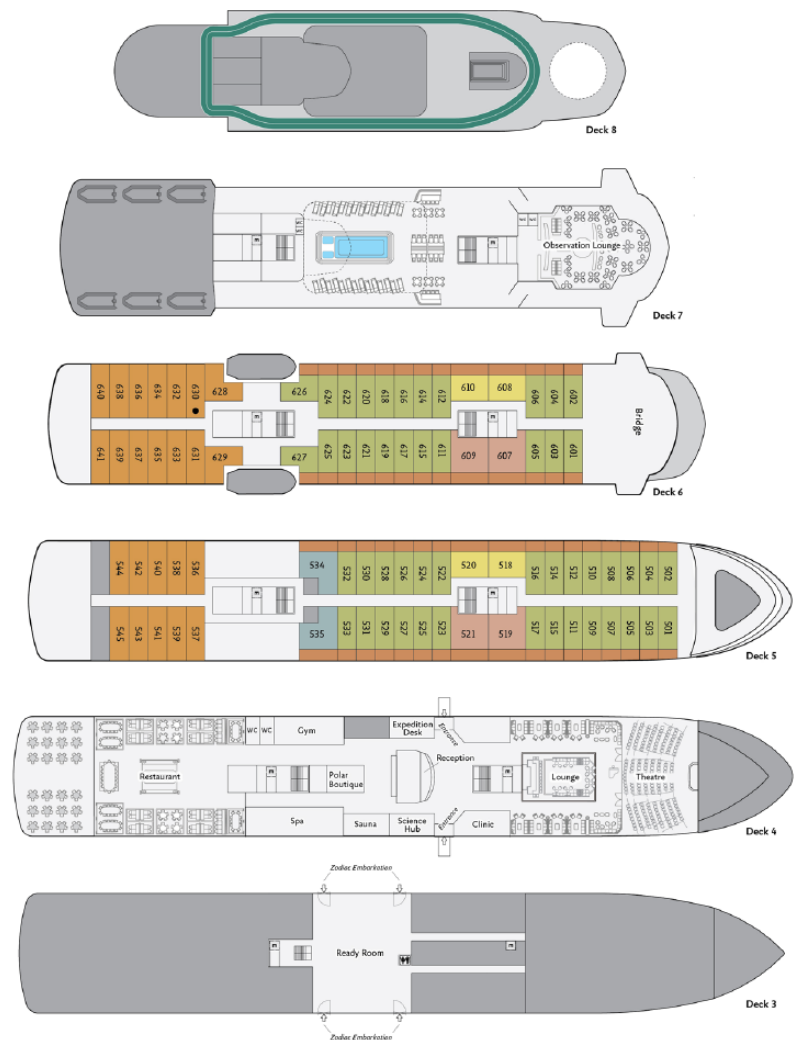 Deck 8
E
E
Observation Lounge
Deck 7
640 638 636 634 632 630 628 626 624 622 620 618 616 614 612 610 608 606 604 602
E
E
Bridge
641 639 637 635 633 631 629 627 625 623 621 619 617 615 611 609 607 605 603 601
Deck 6
544 542 540 538 536 534 532 530 528 526 524 522 520 518 516 514 512 510 508 506 504 502
E
E
545 543 541 539 537 535 533 531 529 527 525 523 521 519 517 515 511 509 507 505 503 501
Deck 5
WC WC
Gym
Expedition
Desk
Entrance
Reception
Restaurant
E
Polar
Boutique
E
Lounge
Theatre
Spa
Sauna
Science
Hub
Entrance
Clinic
Deck 4
Zodiac Embarkation
E
Ready Room
E
Deck 3
Zodiac Embarkation